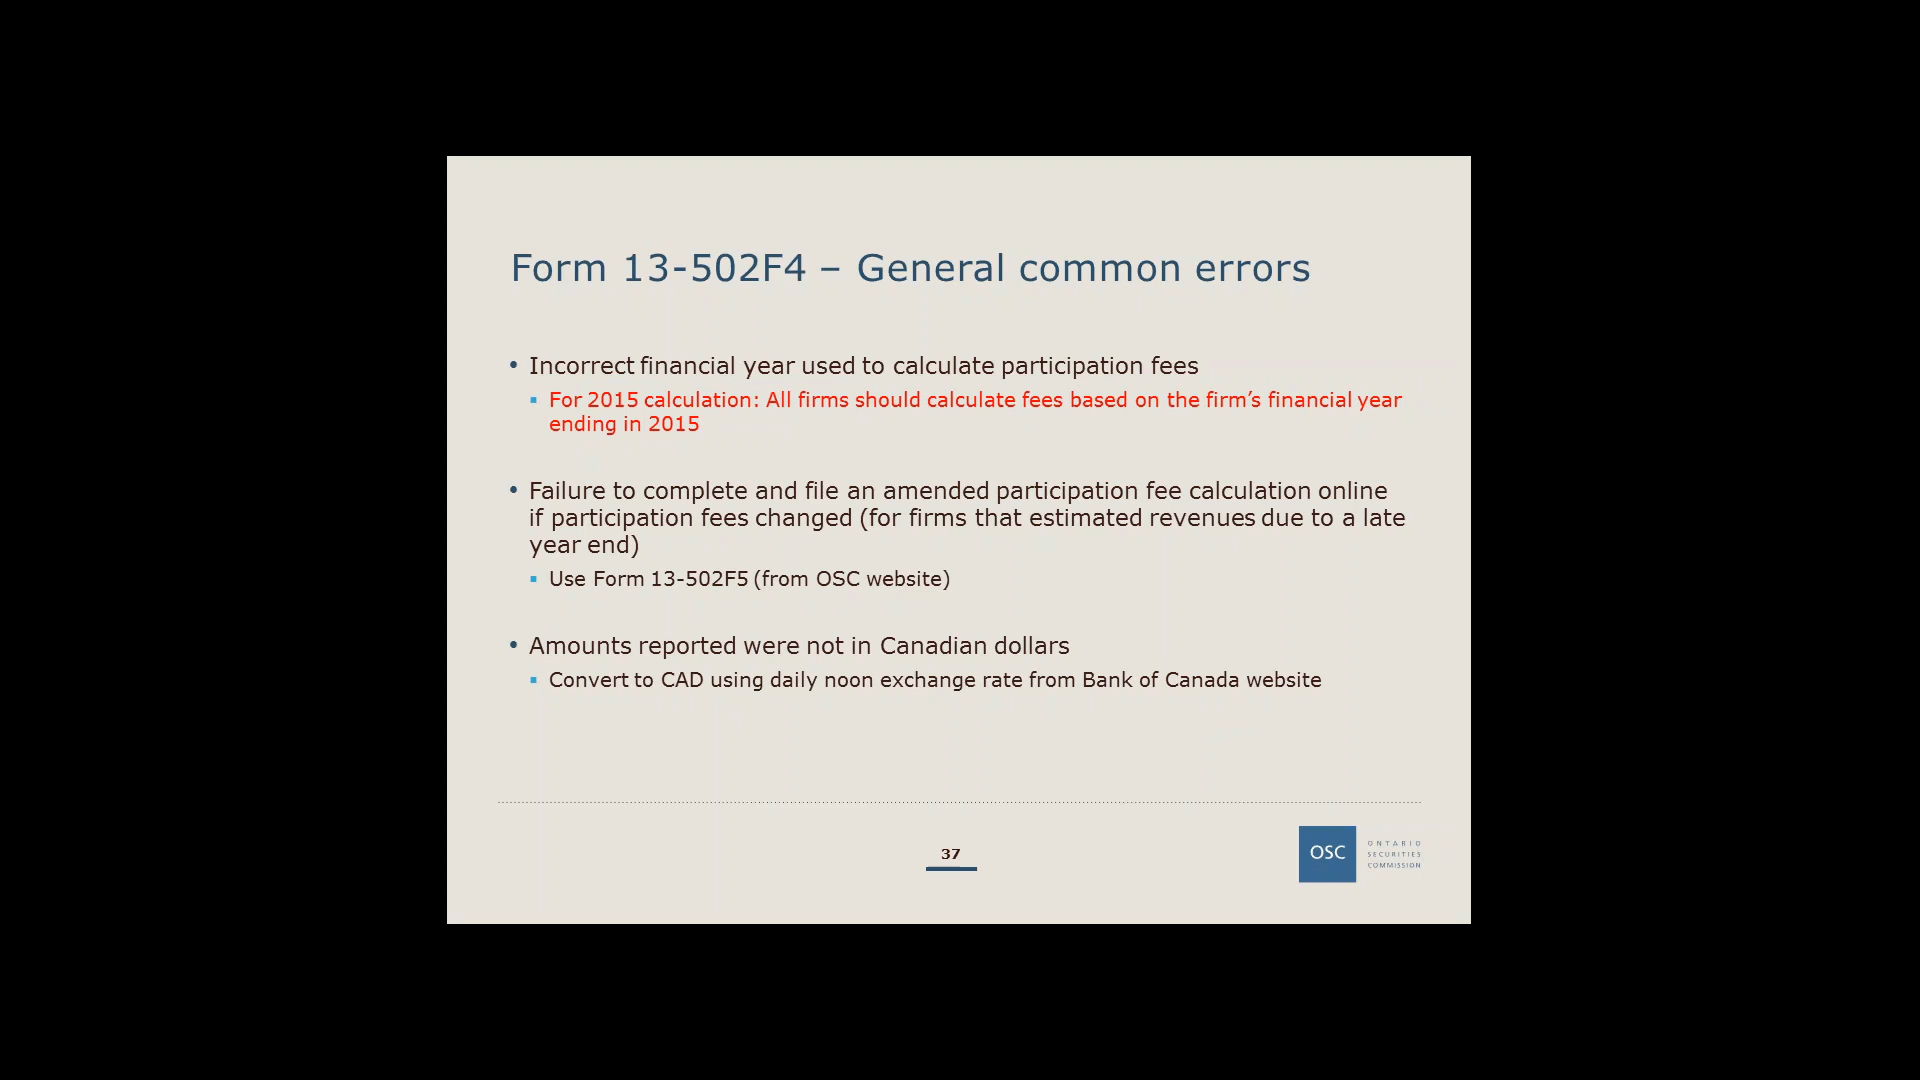 Form 13-502F4 – General common errors
• Incorrect financial year used to calculate participation fees
▪ For 2015 calculation: All firms should calculate fees based on the firm’s financial year
ending in 2015
• Failure to complete and file an amended participation fee calculation online
if participation fees changed (for firms that estimated revenues due to a late
year end)
▪ Use Form 13-502F5 (from OSC website)
• Amounts reported were not in Canadian dollars
▪ Convert to CAD using daily noon exchange rate from Bank of Canada website
37
OSC
ONTARIO
SECURITIES
COMMISSION